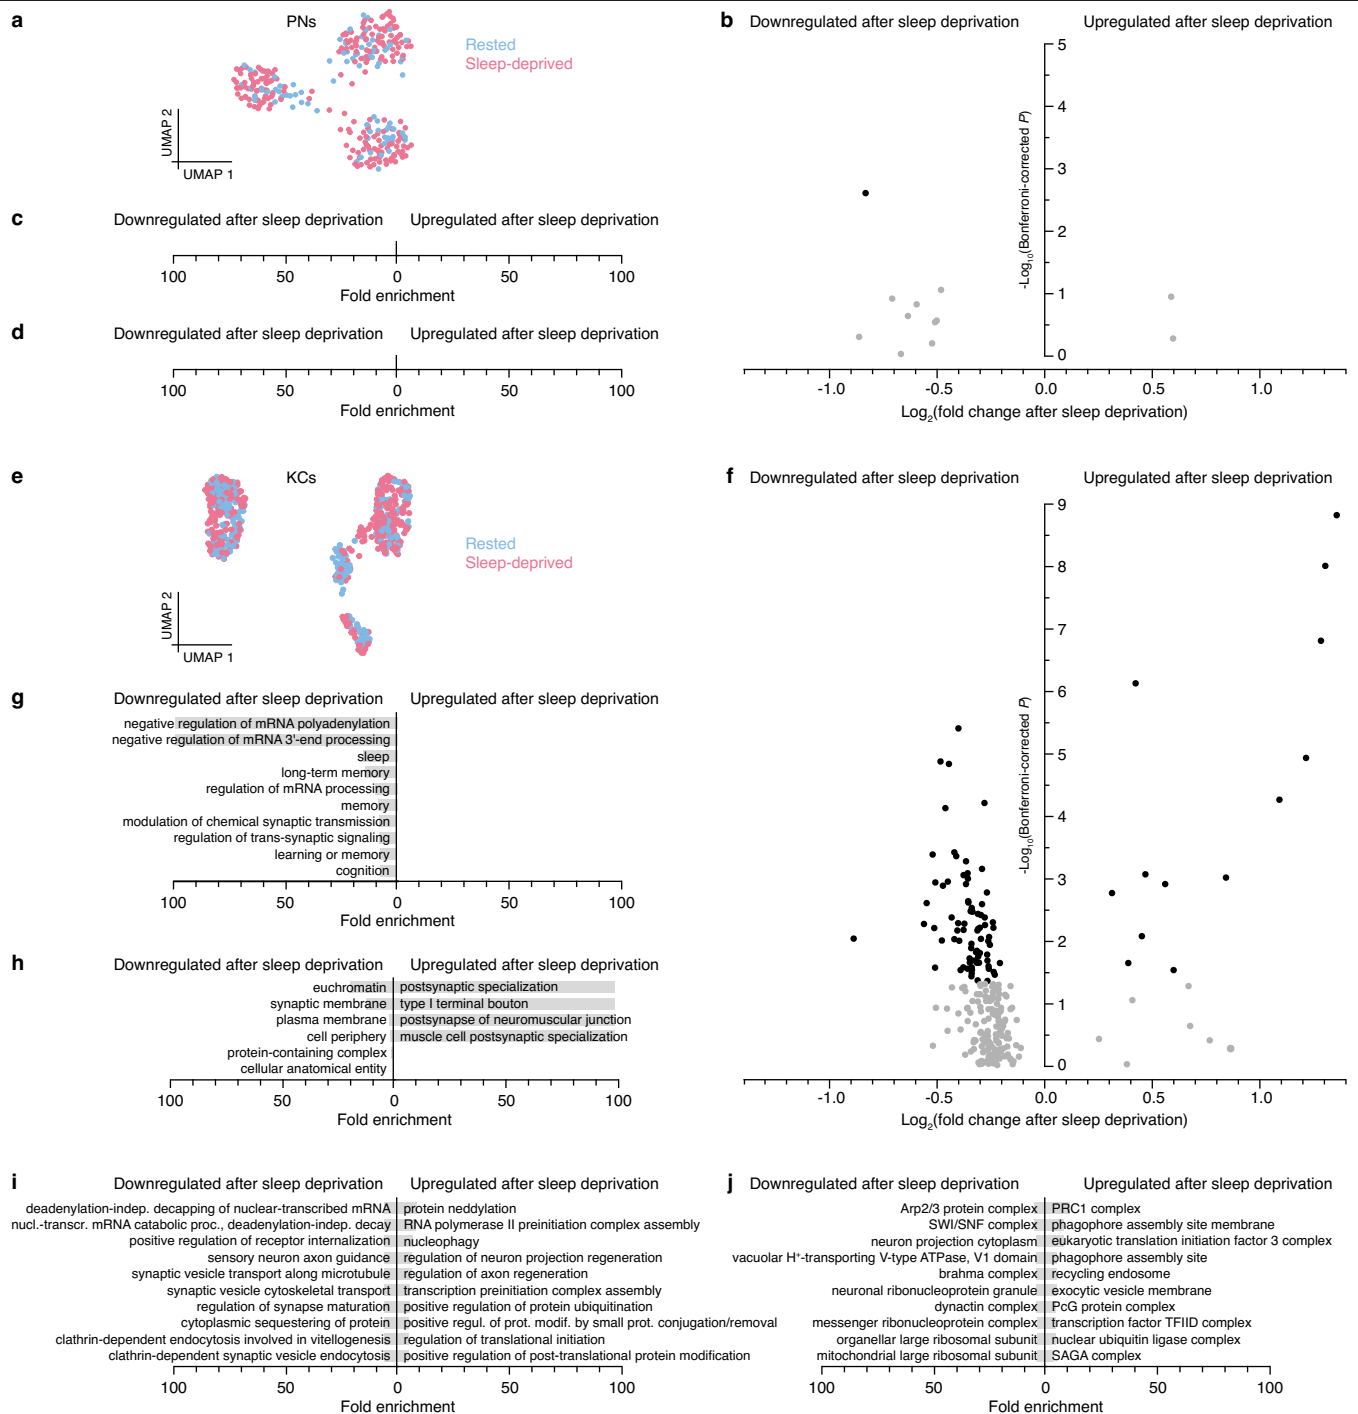 a
PNs
Rested
Sleep-deprived
UMAP 2
UMAP 1
b
Downregulated after sleep deprivation
Upregulated after sleep deprivation
5
4
3
2
1
0
-Log10(Bonferroni-corrected P)
-1.0
-0.5
0.0
0.5
1.0
Log2(fold change after sleep deprivation)
c
Downregulated after sleep deprivation
Upregulated after sleep deprivation
100
50
0
50
100
Fold enrichment
d
Downregulated after sleep deprivation
Upregulated after sleep deprivation
100
50
0
50
100
Fold enrichment
e
KCs
Rested
Sleep-deprived
UMAP 2
UMAP 1
f
Downregulated after sleep deprivation
Upregulated after sleep deprivation
9
8
7
6
5
4
3
2
1
0
-Log10(Bonferroni-corrected P)
-1.0
-0.5
0.0
0.5
1.0
Log2(fold change after sleep deprivation)
g
Downregulated after sleep deprivation
Upregulated after sleep deprivation
negative regulation of mRNA polyadenylation
negative regulation of mRNA 3'-end processing
sleep
long-term memory
regulation of mRNA processing
memory
modulation of chemical synaptic transmission
regulation of trans-synaptic signaling
learning or memory
cognition
100
50
0
50
100
Fold enrichment
h
Downregulated after sleep deprivation
Upregulated after sleep deprivation
euchromatin
postsynaptic specialization
synaptic membrane
type I terminal bouton
plasma membrane
postsynapse of neuromuscular junction
cell periphery
muscle cell postsynaptic specialization
protein-containing complex
cellular anatomical entity
100
50
0
50
100
Fold enrichment
i
Downregulated after sleep deprivation
Upregulated after sleep deprivation
deadenylation-indep. decapping of nuclear-transcribed mRNA
protein neddylation
nucl.-transcr. mRNA catabolic proc., deadenylation-indep. decay
RNA polymerase II preinitiation complex assembly
positive regulation of receptor internalization
nucleophagy
sensory neuron axon guidance
regulation of neuron projection regeneration
synaptic vesicle transport along microtubule
regulation of axon regeneration
synaptic vesicle cytoskeletal transport
transcription preinitiation complex assembly
regulation of synapse maturation
positive regulation of protein ubiquitination
cytoplasmic sequestering of protein
positive regul. of prot. modif. by small prot. conjugation/removal
clathrin-dependent endocytosis involved in vitellogenesis
regulation of translational initiation
clathrin-dependent synaptic vesicle endocytosis
positive regulation of post-translational protein modification
100
50
0
50
100
Fold enrichment
j
Downregulated after sleep deprivation
Upregulated after sleep deprivation
Arp2/3 protein complex
PRC1 complex
SWI/SNF complex
phagophore assembly site membrane
neuron projection cytoplasm
eukaryotic translation initiation factor 3 complex
vacuolar H+-transporting V-type ATPase, V1 domain
phagophore assembly site
brahma complex
recycling endosome
neuronal ribonucleoprotein granule
exocytic vesicle membrane
dynactin complex
PcG protein complex
messenger ribonucleoprotein complex
transcription factor TFIID complex
organellar large ribosomal subunit
nuclear ubiquitin ligase complex
mitochondrial large ribosomal subunit
SAGA complex
100
50
0
50
100
Fold enrichment